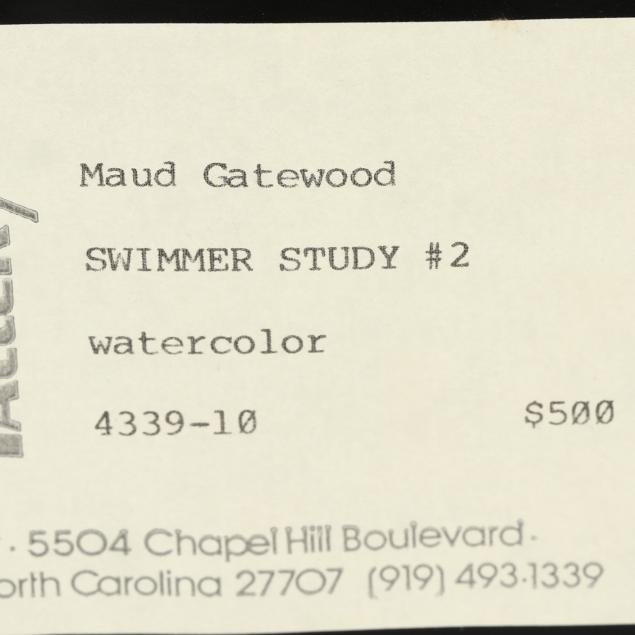 Maud Gatewood
SWIMMER STUDY #2
watercolor
4339-10
$500
· 5504 Chapel Hill Boulevard ·
orth Carolina 27707 (919) 493-1339